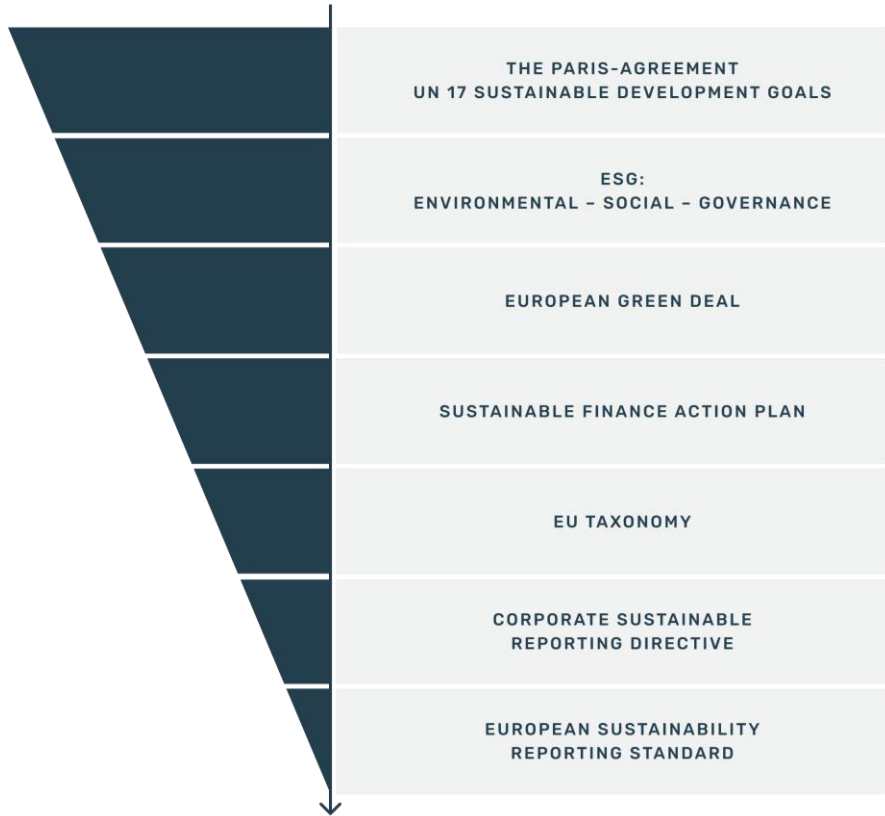 THE PARIS-AGREEMENT
UN 17 SUSTAINABLE DEVELOPMENT GOALS
ESG:
ENVIRONMENTAL – SOCIAL – GOVERNANCE
EUROPEAN GREEN DEAL
SUSTAINABLE FINANCE ACTION PLAN
EU TAXONOMY
CORPORATE SUSTAINABLE
REPORTING DIRECTIVE
EUROPEAN SUSTAINABILITY
REPORTING STANDARD